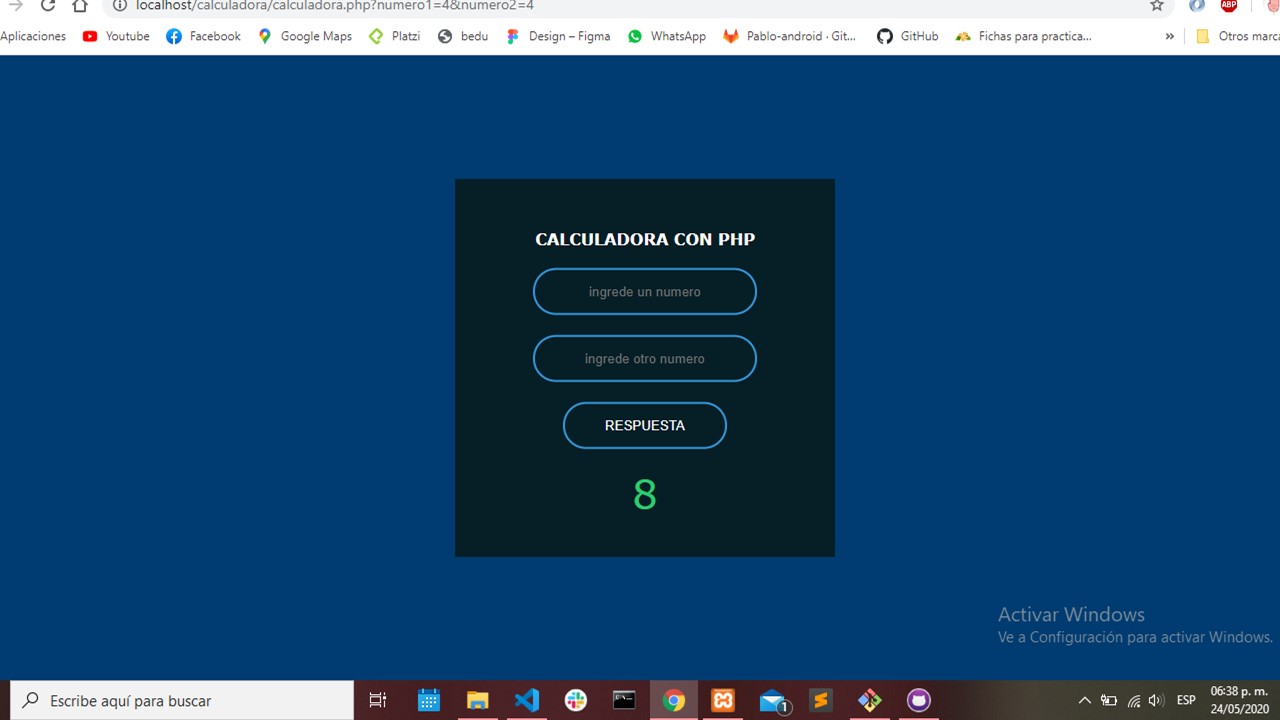 localhost/calculadora/calculadora.php?numero1=4&numero2=4
ABP
Aplicaciones Youtube Facebook Google Maps Platzi bedu Design – Figma WhatsApp Pablo-android · Git... GitHub Fichas para practica... » Otros marca
CALCULADORA CON PHP
ingrede un numero
ingrede otro numero
RESPUESTA
8
Activar Windows
Ve a Configuración para activar Windows.
Escribe aquí para buscar 1 ESP 06:38 p. m.
24/05/2020